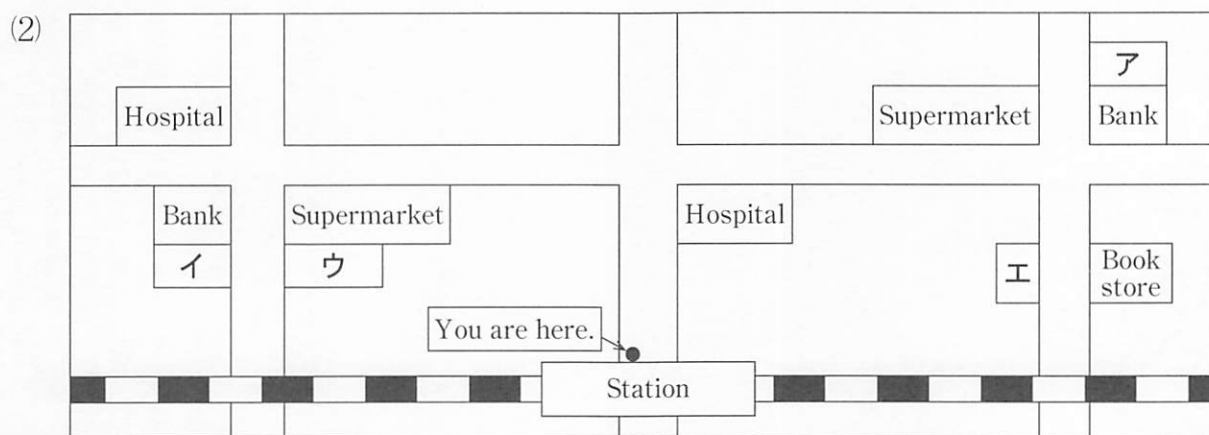 (2)
ア
Hospital
Supermarket
Bank
Bank
Supermarket
Hospital
イ
ウ
エ
Book
store
You are here.
Station